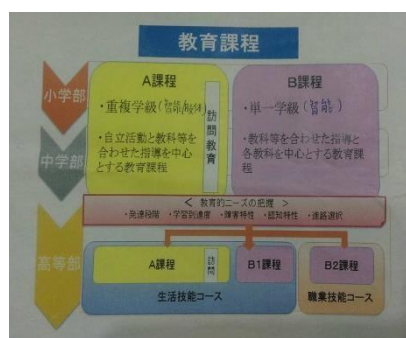 教育課程
小学部
中学部
高等部
A課程
・重複学級(智能/肢体)
・自立活動と教科等を
合わせた指導を中心
とする教育課程
訪問教育
B課程
・単一学級(智能)
・教科等を合わせた指導と
各教科を中心とする教育課
程
< 教育的ニーズの把握 >
・発達段階 ・学習到達度 ・障害特性 ・認知特性 ・進路選択
A課程
訪問
B1課程
B2課程
生活技能コース
職業技能コース